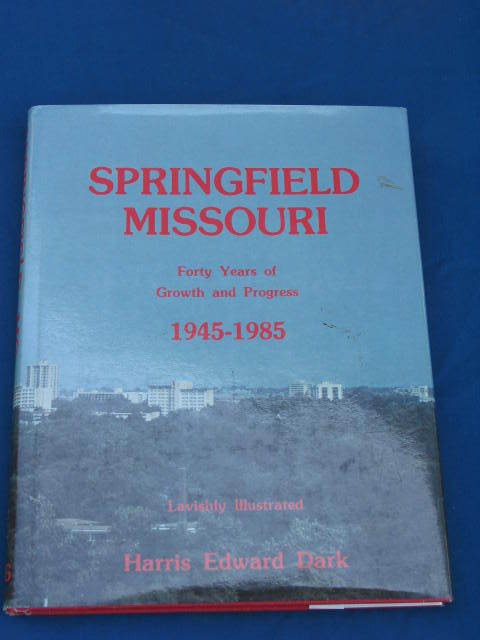 SPRINGFIELD
MISSOURI
Forty Years of
Growth and Progress
1945-1985
Lavishly Illustrated
Harris Edward Dark